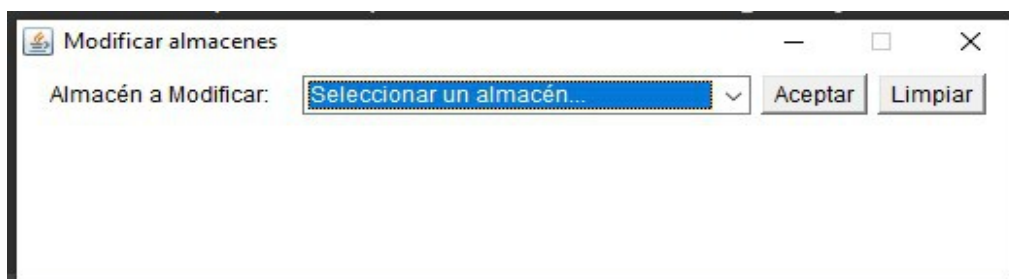 Modificar almacenes
Almacén a Modificar: Seleccionar un almacén... Aceptar Limpiar